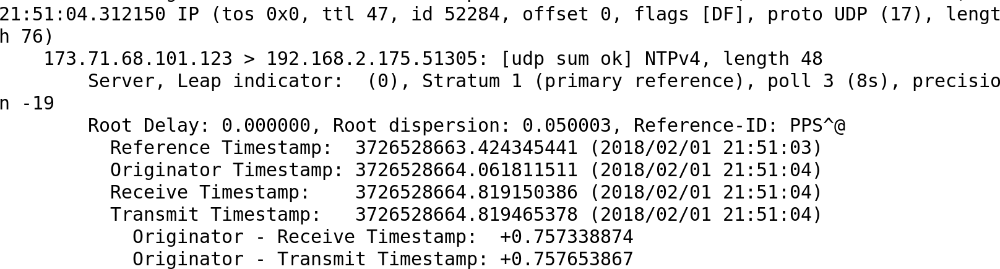 21:51:04.312150 IP (tos 0x0, ttl 47, id 52284, offset 0, flags [DF], proto UDP (17), lengt
h 76)
    173.71.68.101.123 > 192.168.2.175.51305: [udp sum ok] NTPv4, length 48
        Server, Leap indicator:  (0), Stratum 1 (primary reference), poll 3 (8s), precisio
n -19
        Root Delay: 0.000000, Root dispersion: 0.050003, Reference-ID: PPS^@
          Reference Timestamp:  3726528663.424345441 (2018/02/01 21:51:03)
          Originator Timestamp: 3726528664.061811511 (2018/02/01 21:51:04)
          Receive Timestamp:    3726528664.819150386 (2018/02/01 21:51:04)
          Transmit Timestamp:   3726528664.819465378 (2018/02/01 21:51:04)
            Originator - Receive Timestamp:  +0.757338874
            Originator - Transmit Timestamp: +0.757653867